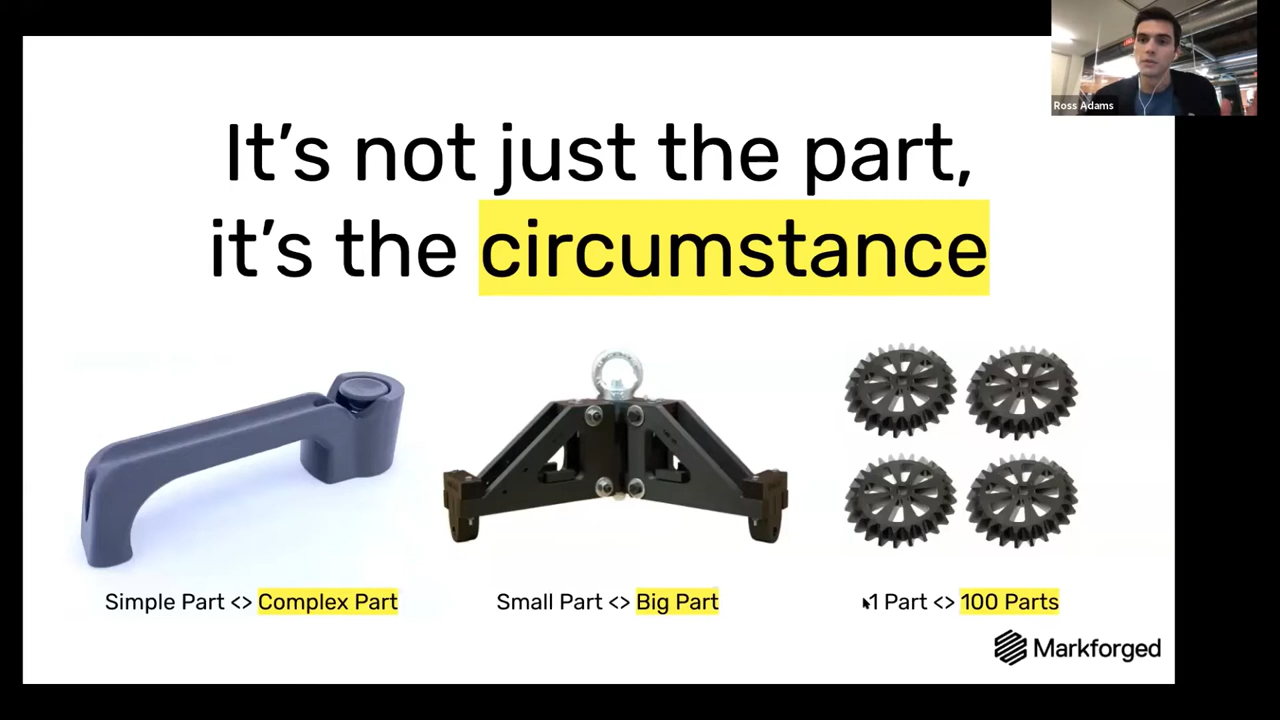 Ross Adams
It’s not just the part,
it’s the circumstance
Simple Part <> Complex Part
Small Part <> Big Part
1 Part <> 100 Parts
Markforged